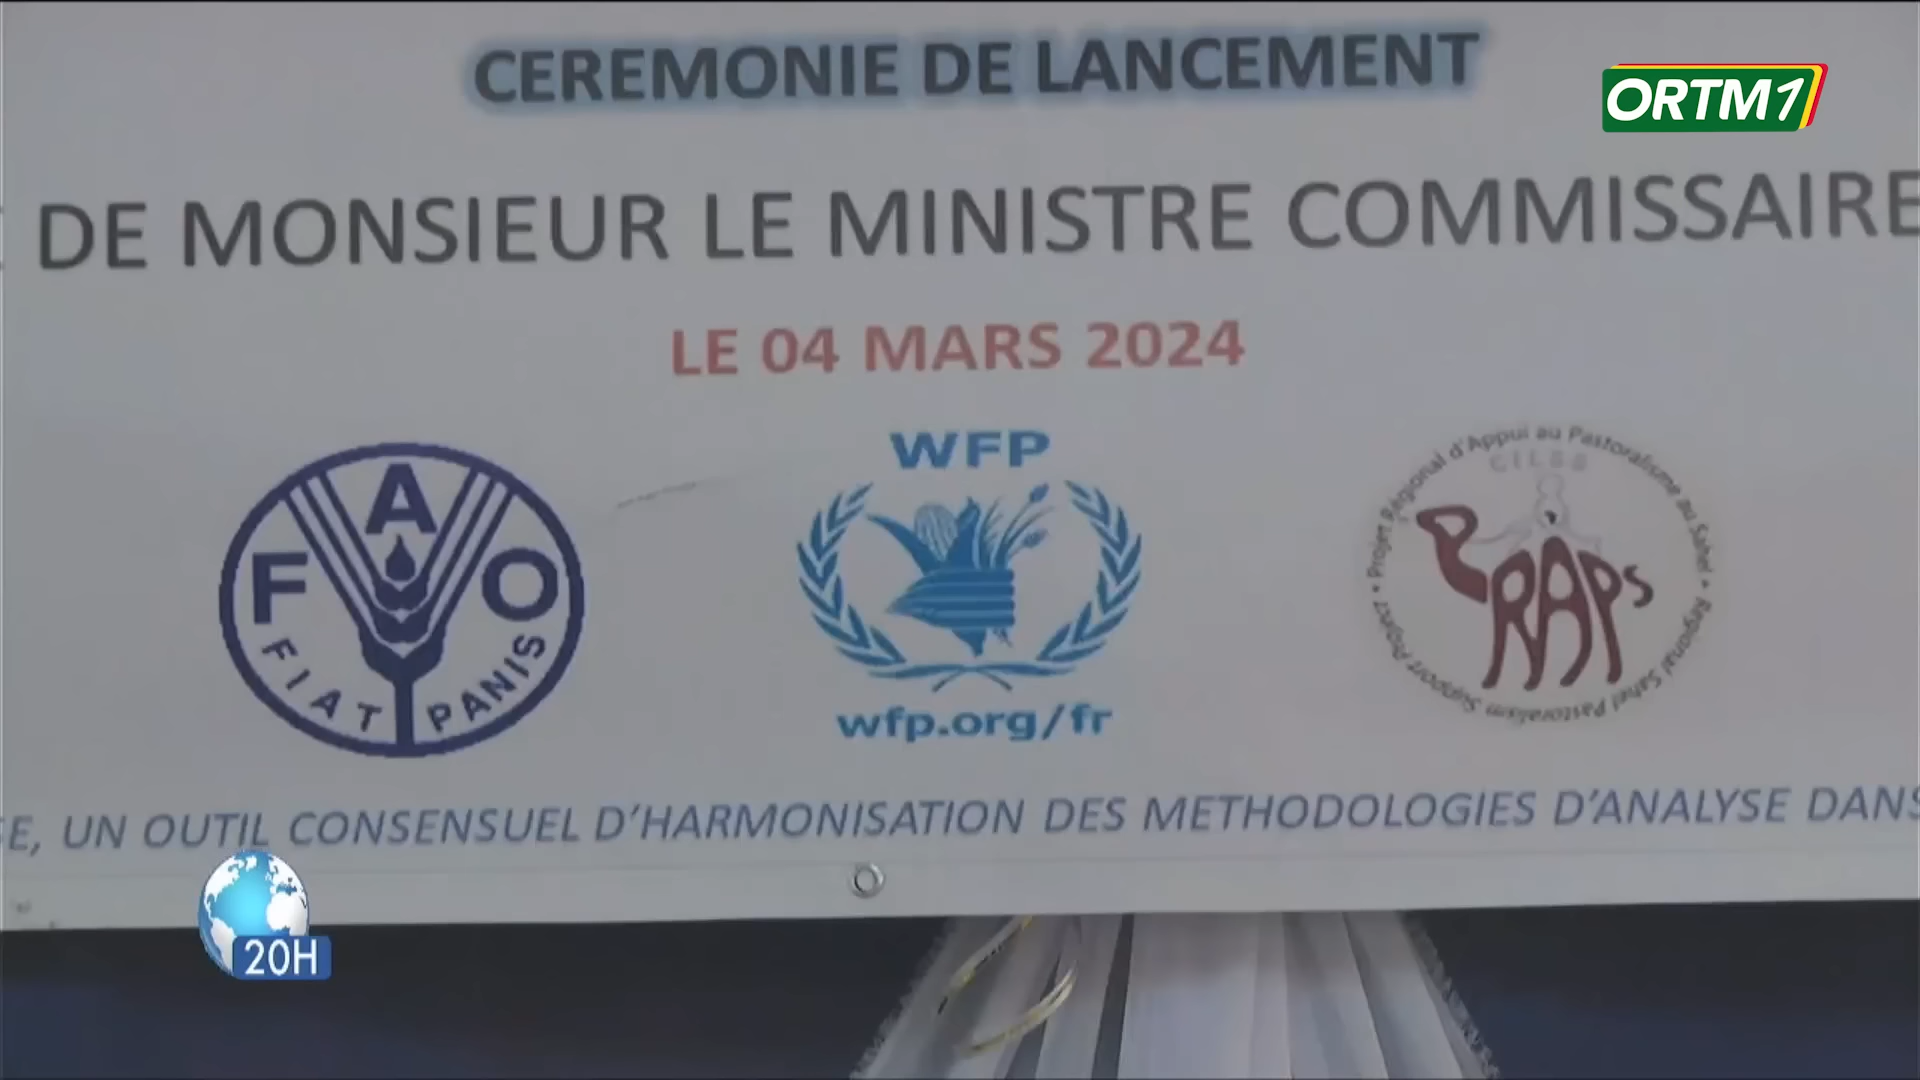 CEREMONIE DE LANCEMENT
ORTM1
DE MONSIEUR LE MINISTRE COMMISSAIRE
LE 04 MARS 2024
FAO
FIAT PANIS
WFP
wfp.org/fr
Projet Régional d'Appui au Pastoralisme au Sahel • Regional Sahel Pastoralism Support Project •
CILSS
PRAPS
UN OUTIL CONSENSUEL D'HARMONISATION DES METHODOLOGIES D'ANALYSE DANS
20H